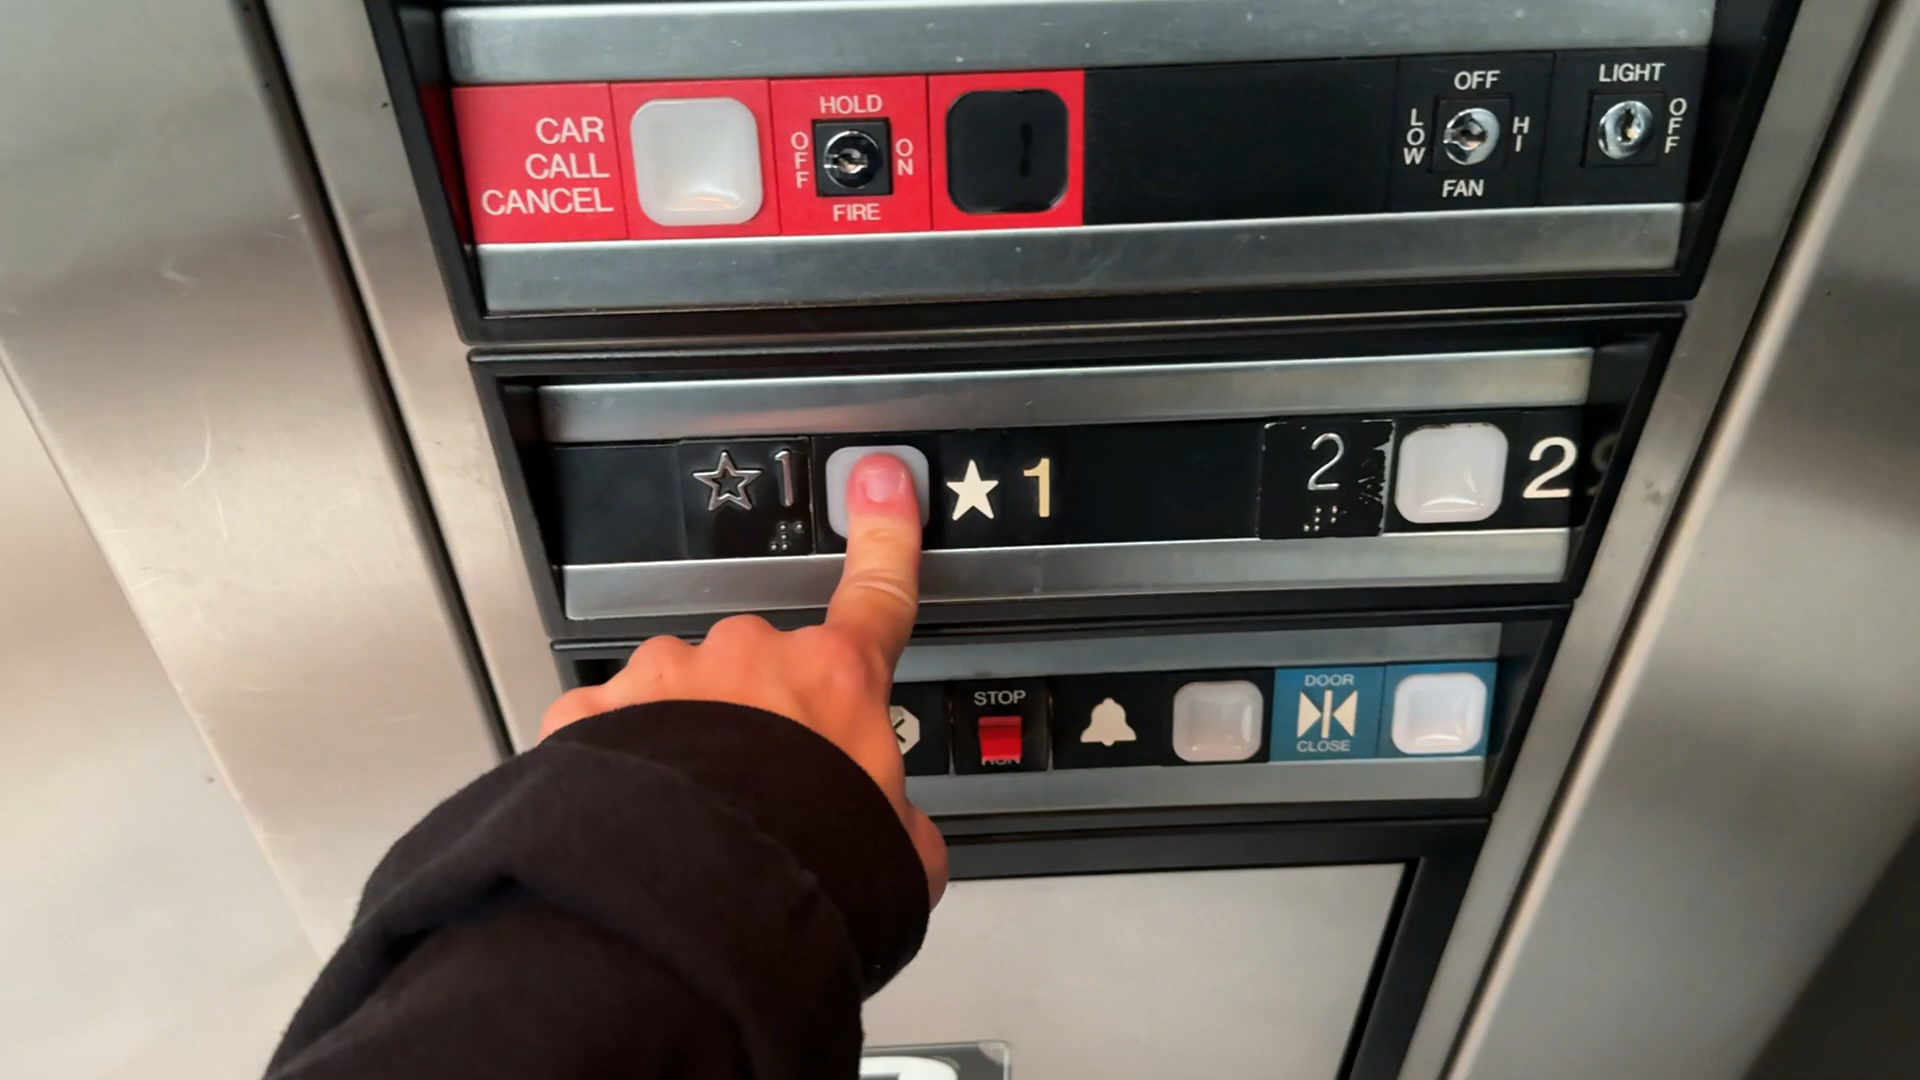 CAR
CALL
CANCEL
HOLD
OFF
ON
FIRE
OFF
LOW
HI
FAN
LIGHT
OFF
☆1
★ 1
2
2
STOP
RUN
DOOR
CLOSE